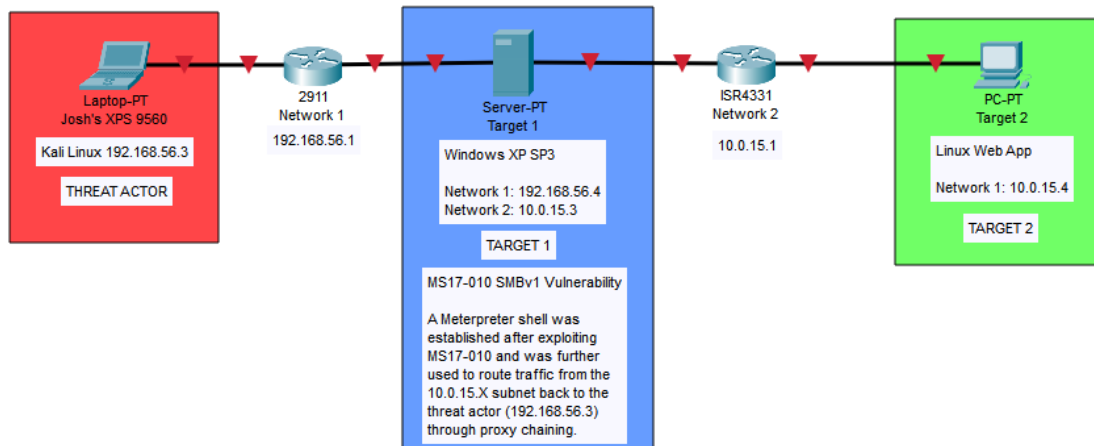 Laptop-PT
Josh's XPS 9560
Kali Linux 192.168.56.3
THREAT ACTOR
2911
Network 1
192.168.56.1
Server-PT
Target 1
Windows XP SP3
Network 1: 192.168.56.4
Network 2: 10.0.15.3
TARGET 1
MS17-010 SMBv1 Vulnerability
A Meterpreter shell was
established after exploiting
MS17-010 and was further
used to route traffic from the
10.0.15.X subnet back to the
threat actor (192.168.56.3)
through proxy chaining.
ISR4331
Network 2
10.0.15.1
PC-PT
Target 2
Linux Web App
Network 1: 10.0.15.4
TARGET 2